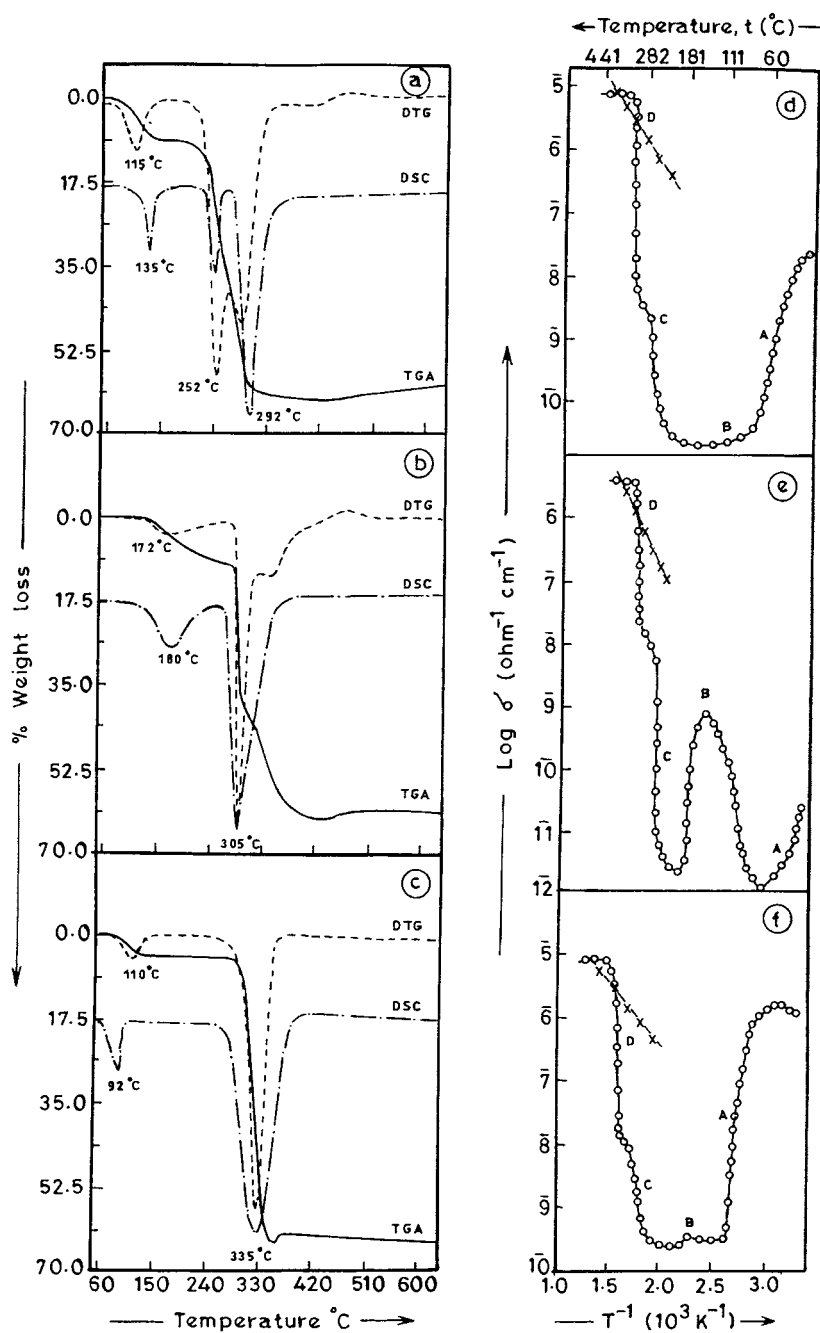 ← Temperature, t (°C) →
441 282 181 111 60
a
0.0
17.5
35.0
52.5
70.0
DTG
DSC
TGA
115°C
135°C
252°C
292°C
b
0.0
17.5
35.0
52.5
70.0
DTG
DSC
TGA
172°C
180°C
305°C
c
0.0
17.5
35.0
52.5
70.0
DTG
DSC
TGA
110°C
92°C
335°C
60 150 240 330 420 510 600
Temperature °C →
← % Weight loss
d
5̄
6̄
7̄
8̄
9̄
10̄
D
C
B
A
e
6̄
7̄
8̄
9̄
10̄
11̄
12̄
D
C
B
A
f
5̄
6̄
7̄
8̄
9̄
10̄
D
C
B
A
1.0 1.5 2.0 3.0
T⁻¹ (10³ K⁻¹) →
Log σ (ohm⁻¹ cm⁻¹) →